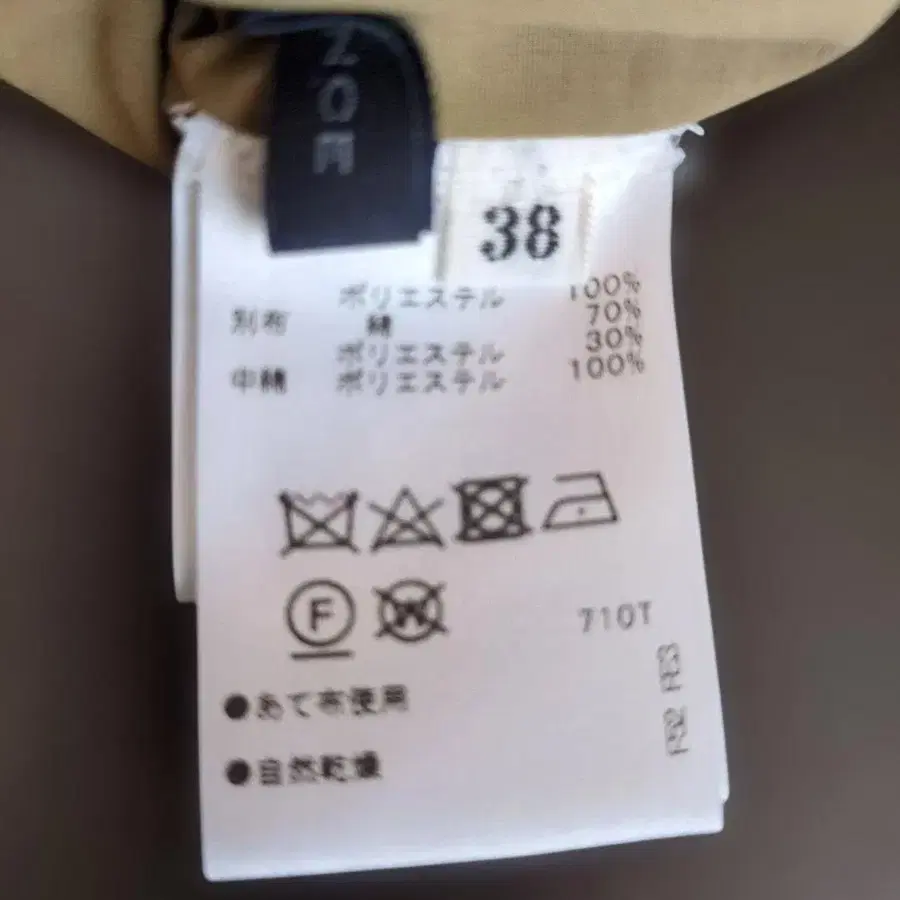 NOR
38
ポリエステル 100%
別布 綿 70%
ポリエステル 30%
中綿 ポリエステル 100%
F
W
710T
●あて布使用
●自然乾燥